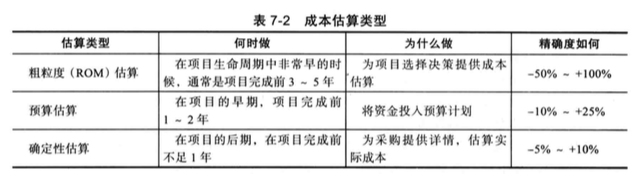 表 7-2 成本估算类型
估算类型 何时做 为什么做 精确度如何
粗粒度（ROM）估算 在项目生命周期中非常早的时候，通常是项目完成前 3 ~ 5 年 为项目选择决策提供成本估算 -50% ~ +100%
预算估算 在项目的早期，项目完成前 1 ~ 2 年 将资金投入预算计划 -10% ~ +25%
确定性估算 在项目的后期，在项目完成前不足 1 年 为采购提供详情，估算实际成本 -5% ~ +10%